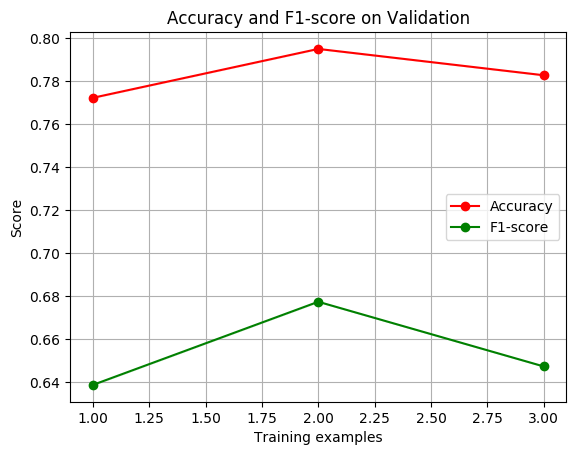 Accuracy and F1-score on Validation
0.80
0.78
0.76
0.74
0.72
0.70
0.68
0.66
0.64
Score
Accuracy
F1-score
1.00 1.25 1.50 1.75 2.00 2.25 2.50 2.75 3.00
Training examples